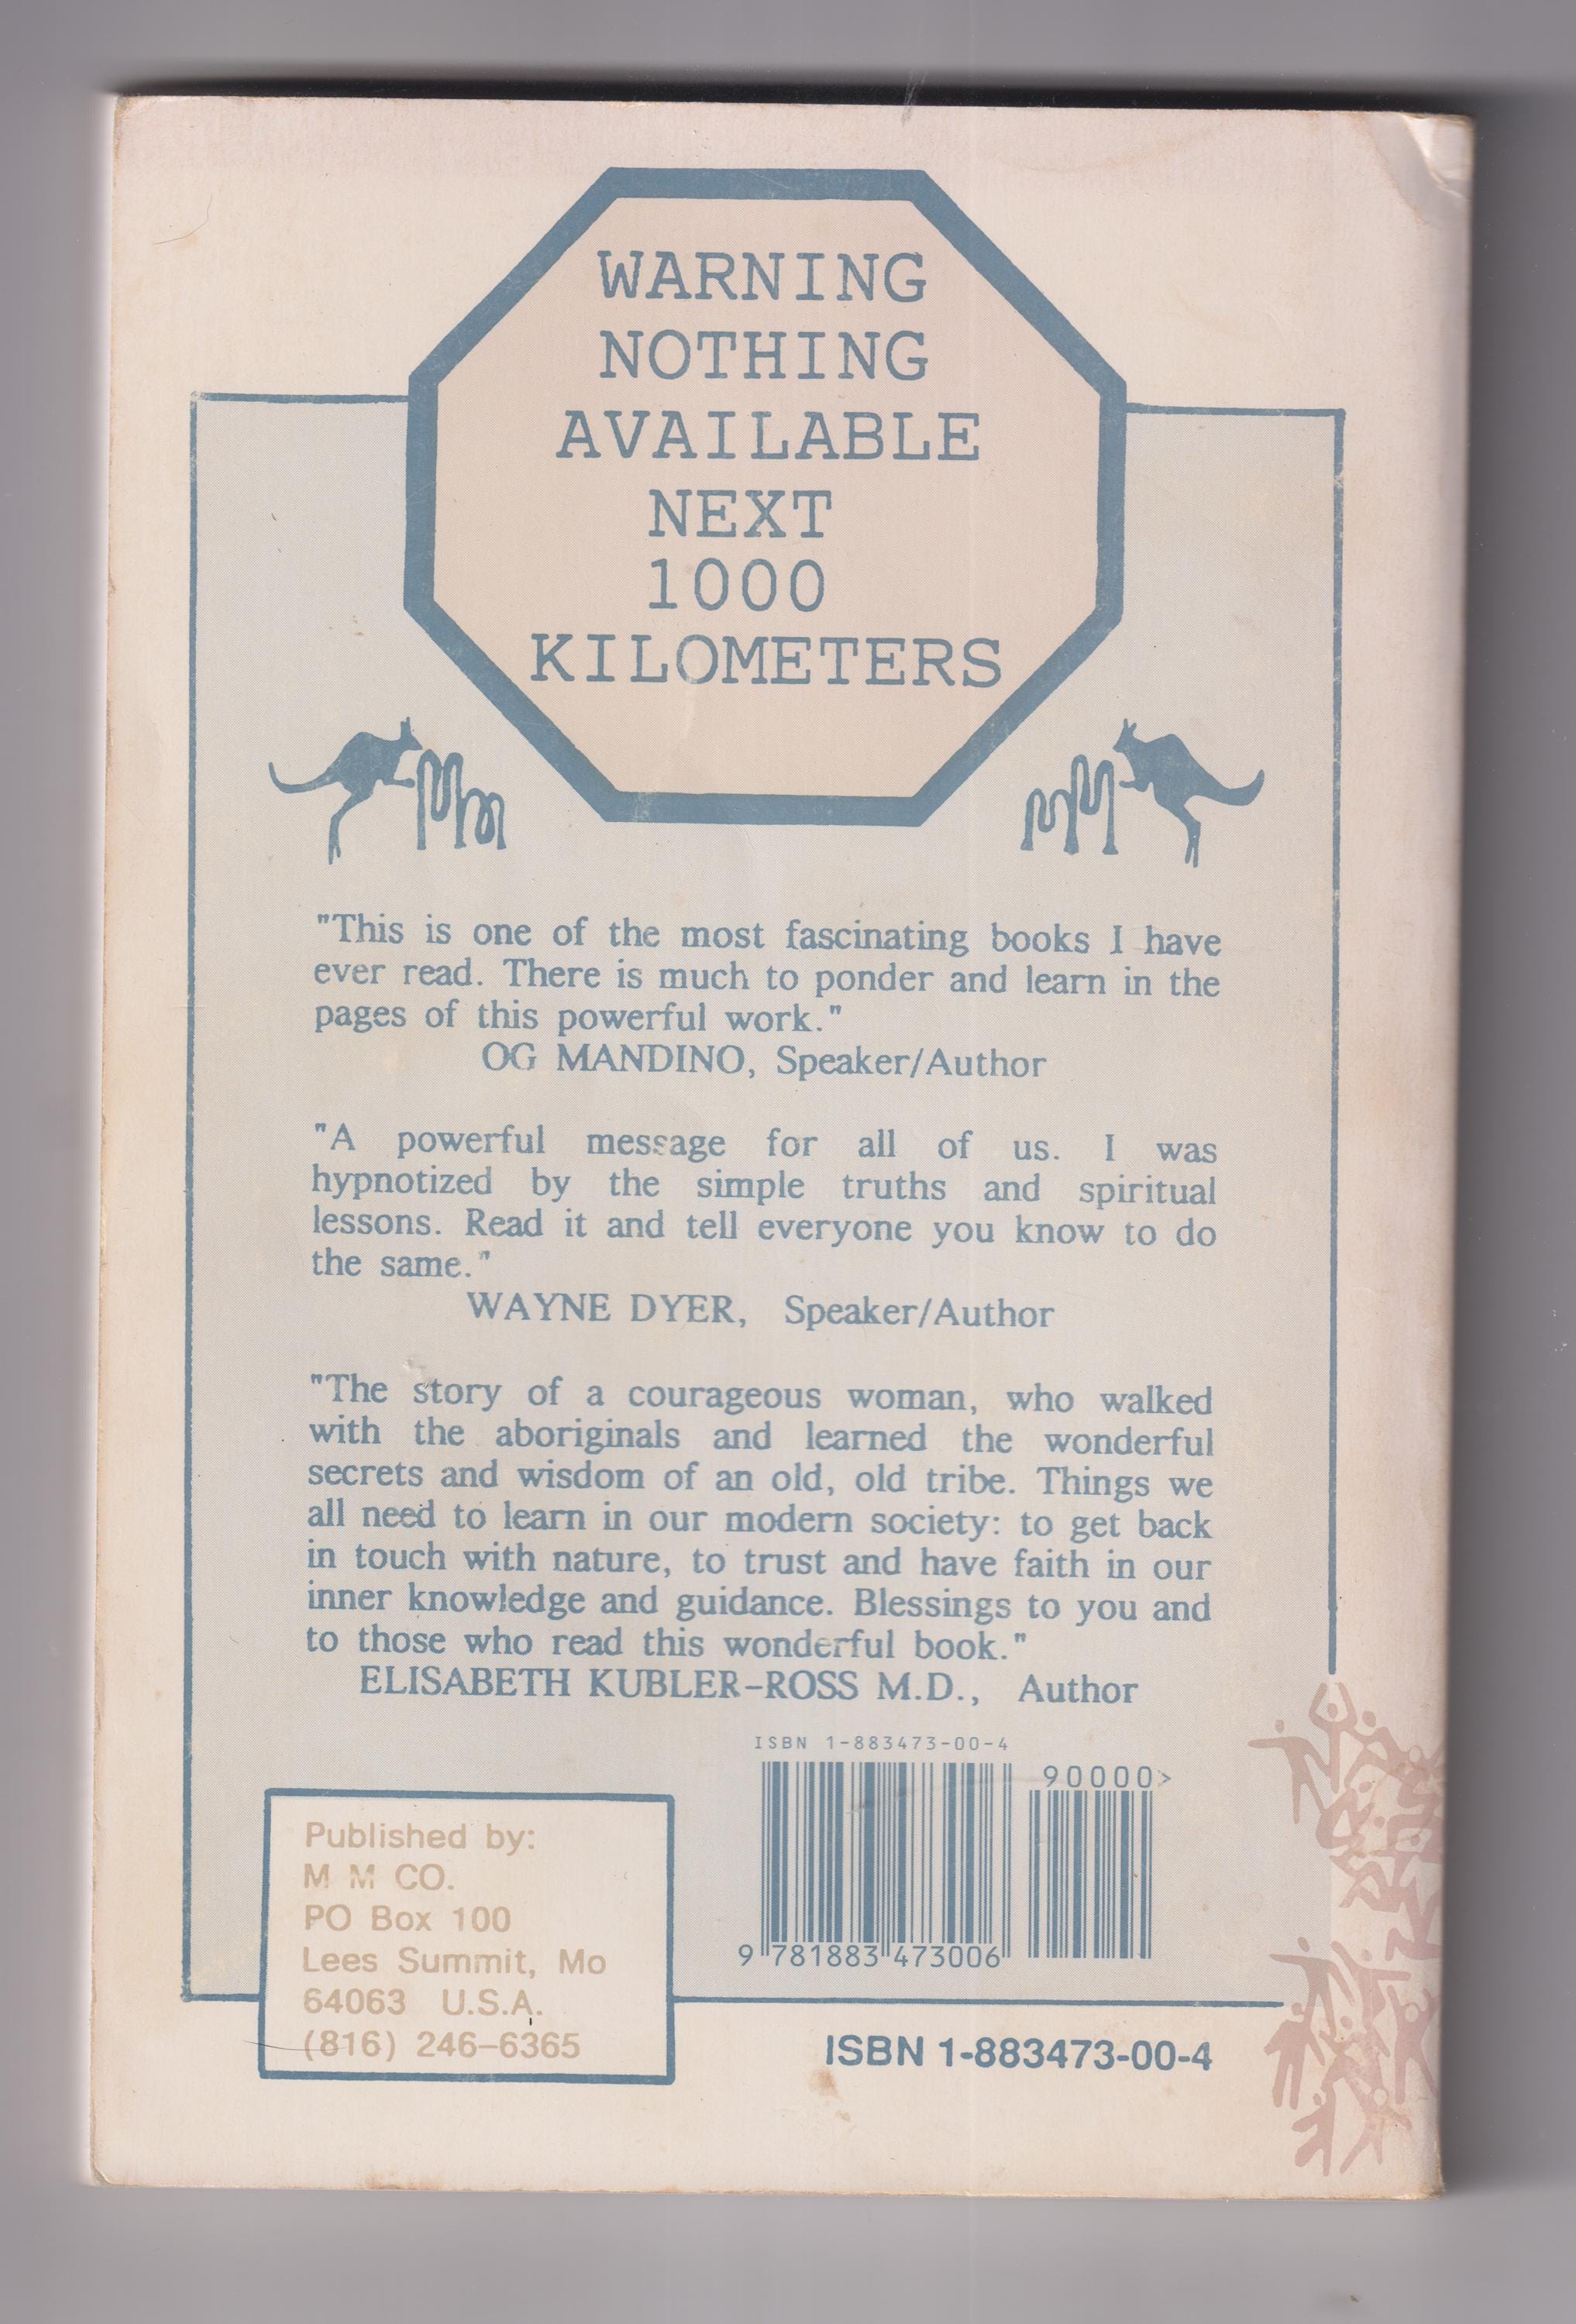 WARNING
NOTHING
AVAILABLE
NEXT
1000
KILOMETERS
"This is one of the most fascinating books I have
ever read. There is much to ponder and learn in the
pages of this powerful work."
OG MANDINO, Speaker/Author
"A powerful message for all of us. I was
hypnotized by the simple truths and spiritual
lessons. Read it and tell everyone you know to do
the same."
WAYNE DYER, Speaker/Author
"The story of a courageous woman, who walked
with the aboriginals and learned the wonderful
secrets and wisdom of an old, old tribe. Things we
all need to learn in our modern society: to get back
in touch with nature, to trust and have faith in our
inner knowledge and guidance. Blessings to you and
to those who read this wonderful book."
ELISABETH KUBLER-ROSS M.D., Author
ISBN 1-883473-00-4
90000>
9 781883 473006
Published by:
M M CO.
PO Box 100
Lees Summit, Mo
64063 U.S.A.
(816) 246-6365
ISBN 1-883473-00-4